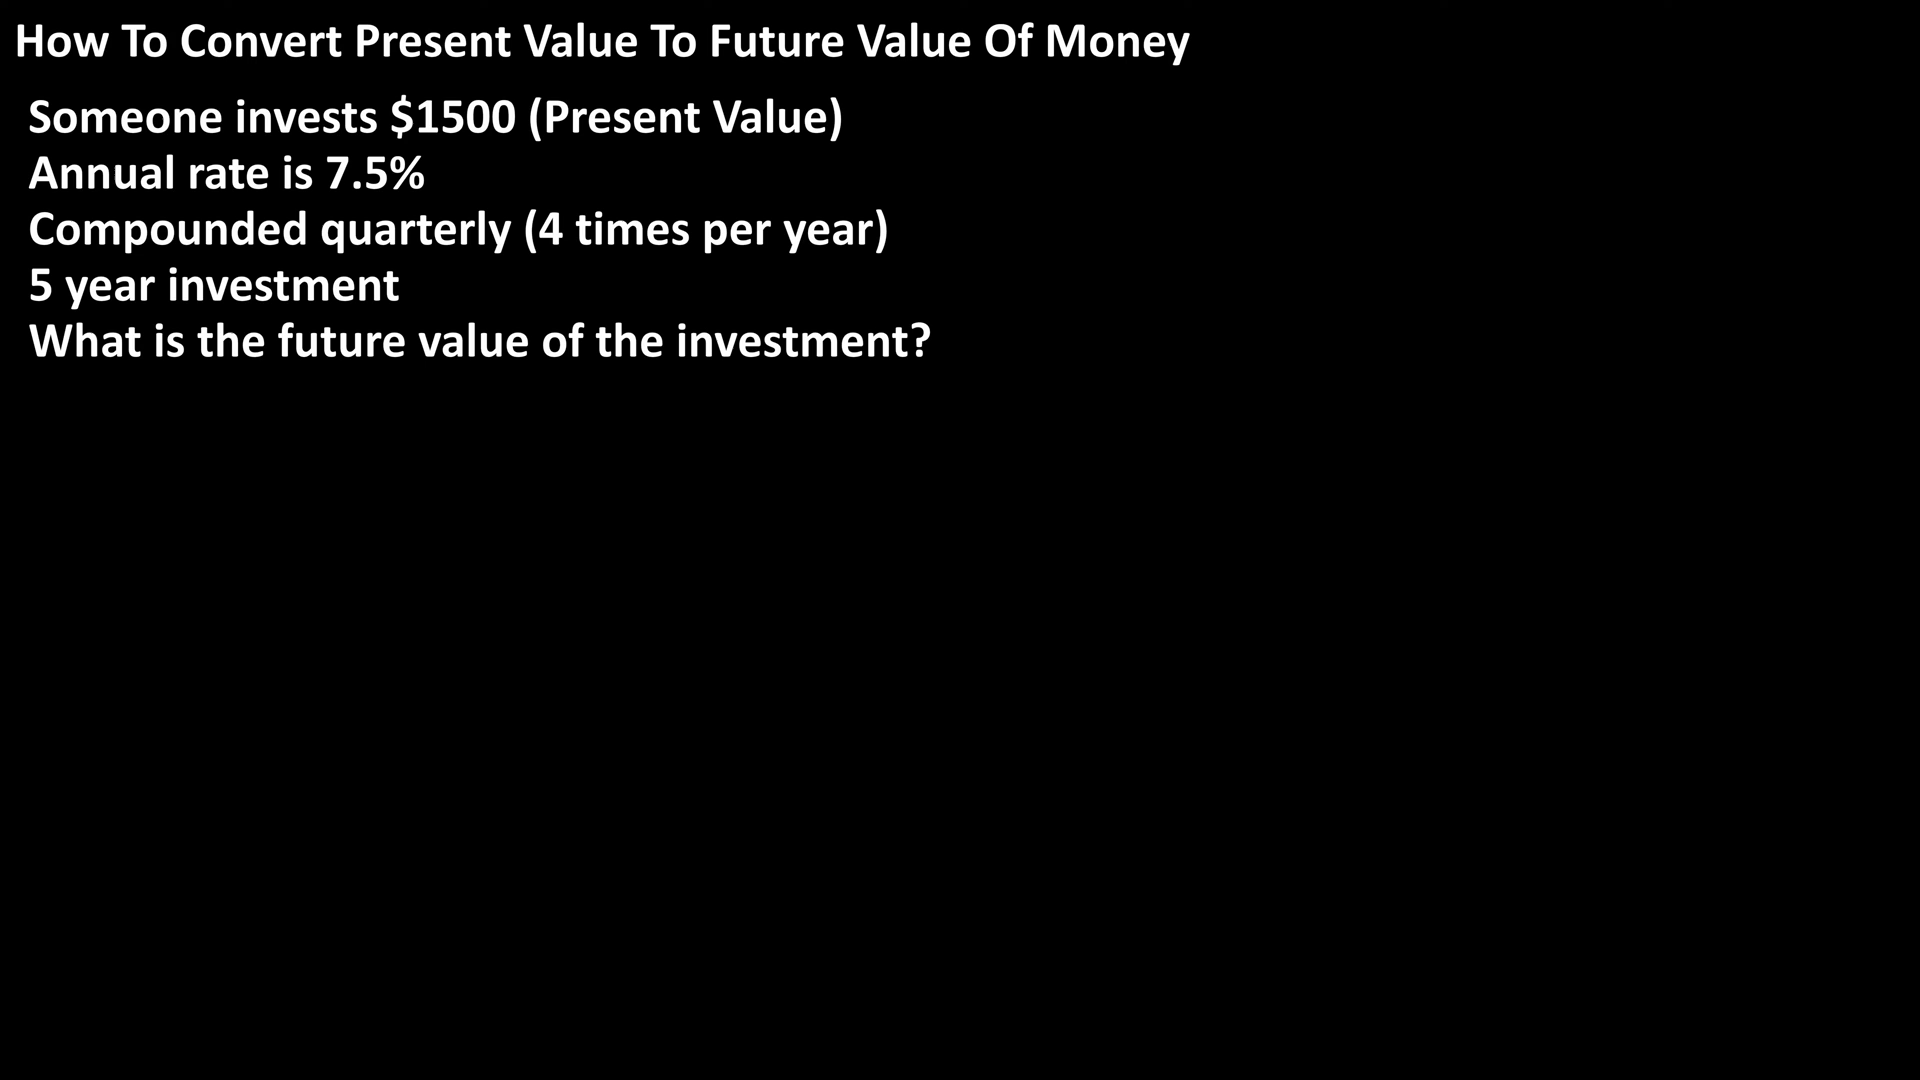 How To Convert Present Value To Future Value Of Money
Someone invests $1500 (Present Value)
Annual rate is 7.5%
Compounded quarterly (4 times per year)
5 year investment
What is the future value of the investment?